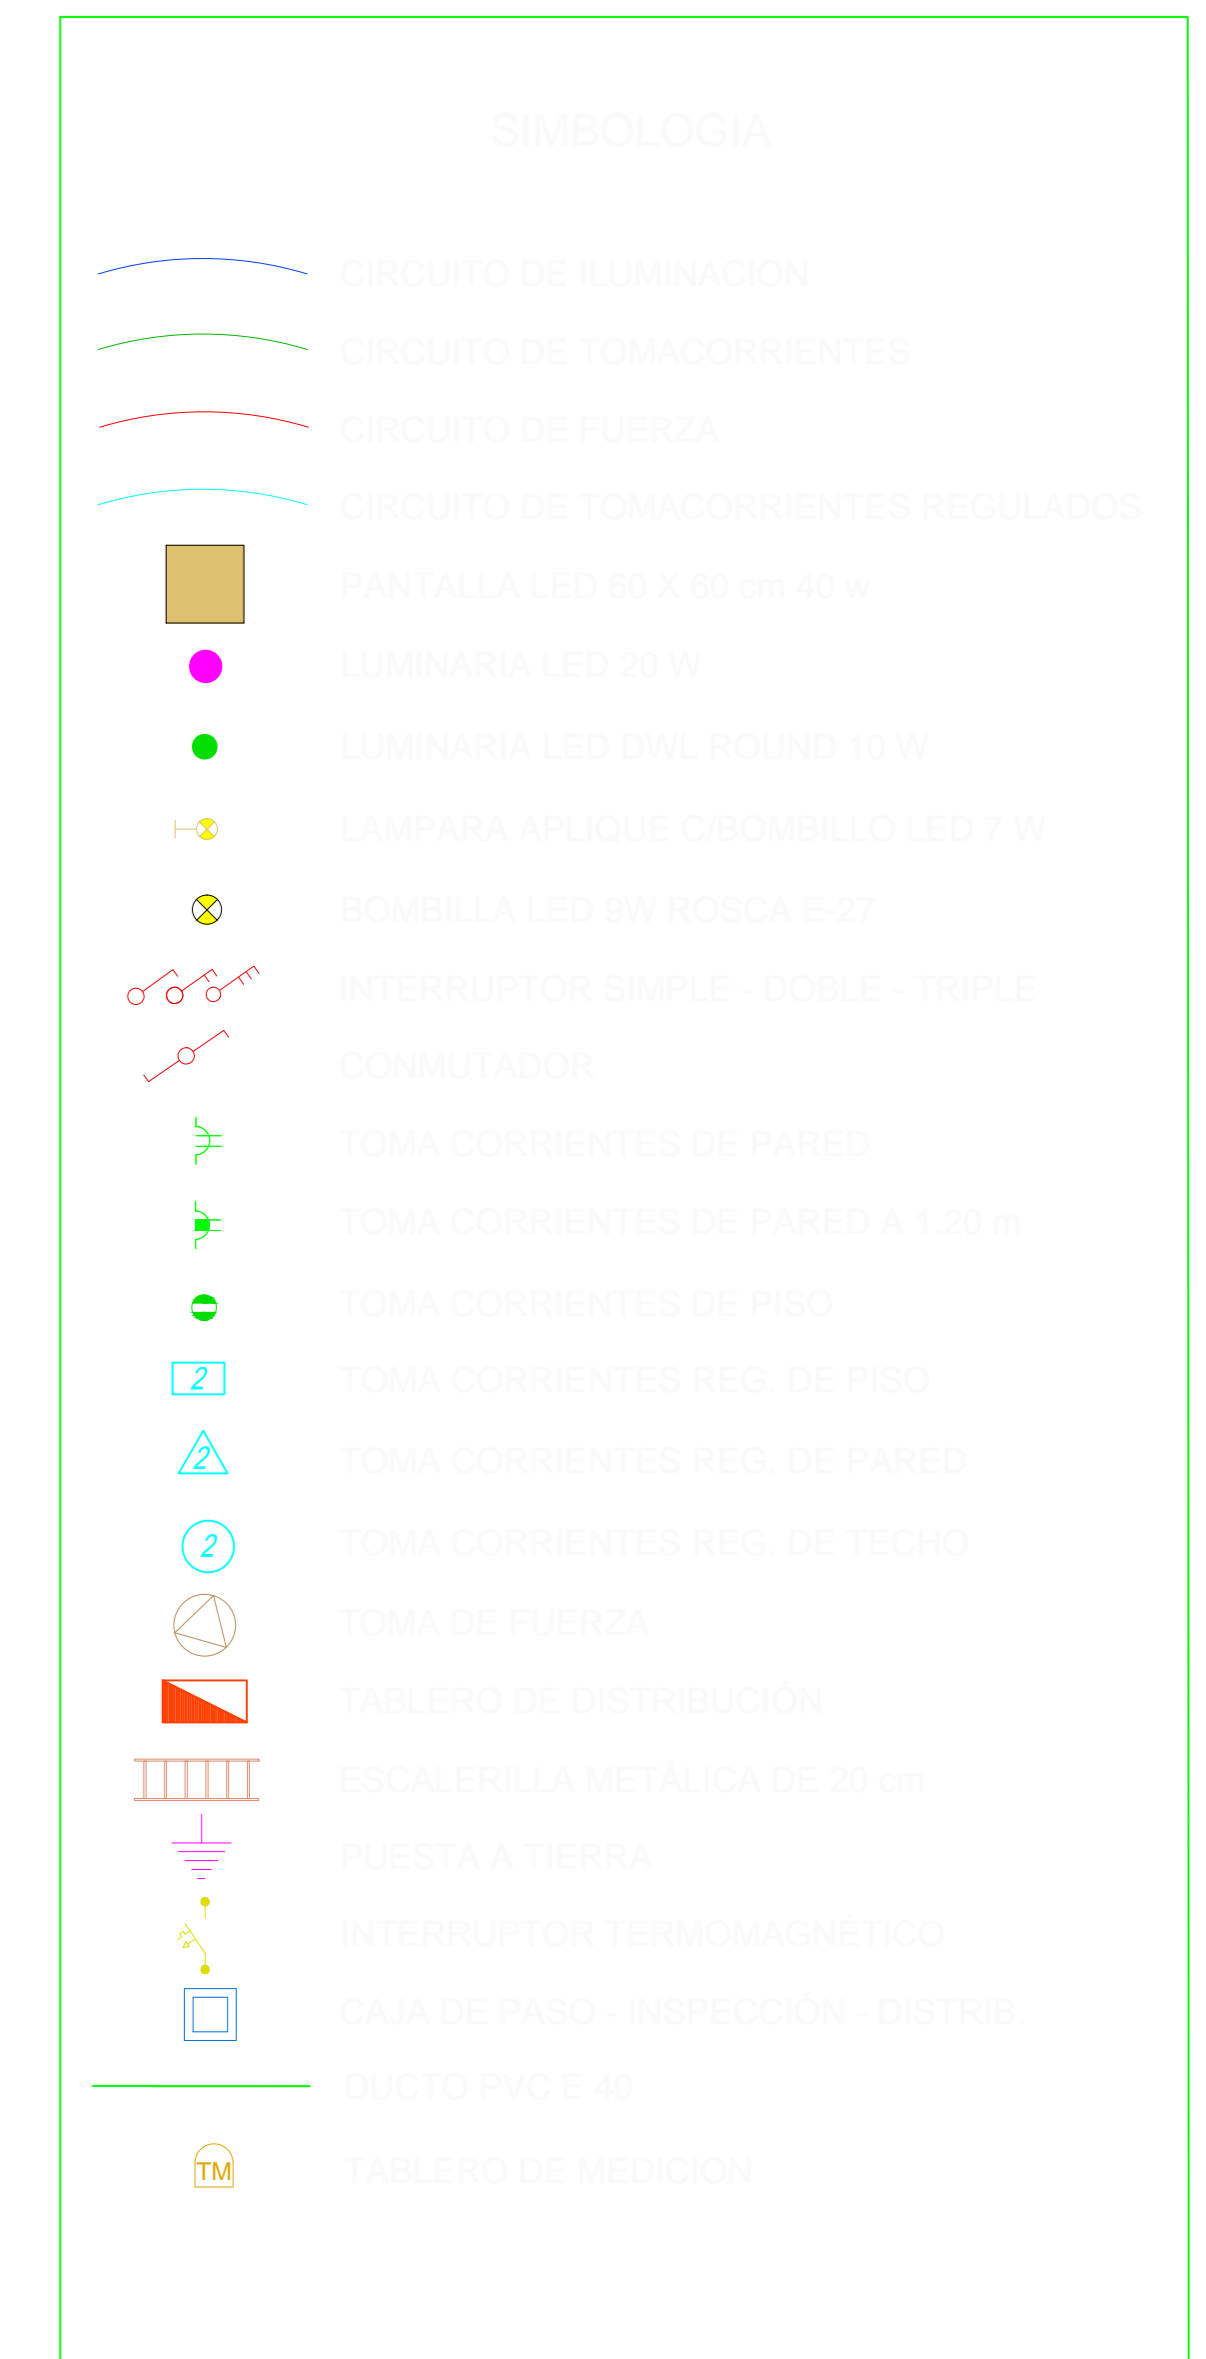 SIMBOLOGIA
CIRCUITO DE ILUMINACION
CIRCUITO DE TOMACORRIENTES
CIRCUITO DE FUERZA
CIRCUITO DE TOMACORRIENTES REGULADOS
PANTALLA LED 60 X 60 cm 40 w
LUMINARIA LED 20 W
LUMINARIA LED DWL ROUND 10 W
LAMPARA APLIQUE C/BOMBILLO LED 7 W
BOMBILLA LED 9W ROSCA E-27
INTERRUPTOR SIMPLE - DOBLE - TRIPLE
CONMUTADOR
TOMA CORRIENTES DE PARED
TOMA CORRIENTES DE PARED A 1.20 m
TOMA CORRIENTES DE PISO
2 TOMA CORRIENTES REG. DE PISO
2 TOMA CORRIENTES REG. DE PARED
2 TOMA CORRIENTES REG. DE TECHO
TOMA DE FUERZA
TABLERO DE DISTRIBUCIÓN
ESCALERILLA METÁLICA DE 20 cm
PUESTA A TIERRA
INTERRUPTOR TERMOMAGNÉTICO
CAJA DE PASO - INSPECCIÓN - DISTRIB.
DUCTO PVC E 40
TM TABLERO DE MEDICION